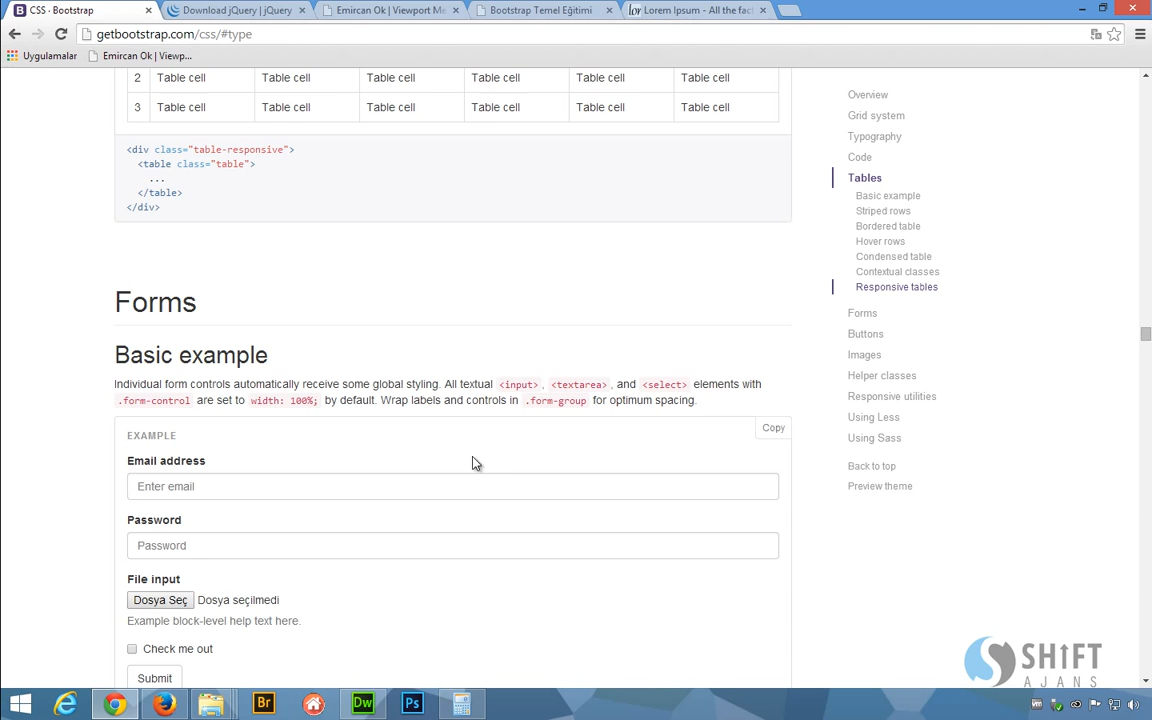 CSS · Bootstrap
Download jQuery | jQuery
Emircan Ok | Viewport Me
Bootstrap Temel Eğitimi
Lorem Ipsum - All the fact
getbootstrap.com/css/#type
Uygulamalar
Emircan Ok | Viewp...
2 Table cell Table cell Table cell Table cell Table cell Table cell
3 Table cell Table cell Table cell Table cell Table cell Table cell
<div class="table-responsive">
<table class="table">
...
</table>
</div>
Forms
Basic example
Individual form controls automatically receive some global styling. All textual <input>, <textarea>, and <select> elements with
.form-control are set to width: 100%; by default. Wrap labels and controls in .form-group for optimum spacing.
Copy
EXAMPLE
Email address
Enter email
Password
Password
File input
Dosya Seç Dosya seçilmedi
Example block-level help text here.
Check me out
Submit
Overview
Grid system
Typography
Code
Tables
Basic example
Striped rows
Bordered table
Hover rows
Condensed table
Contextual classes
Responsive tables
Forms
Buttons
Images
Helper classes
Responsive utilities
Using Less
Using Sass
Back to top
Preview theme
SHIFT
AJANS
Br
Dw
Ps